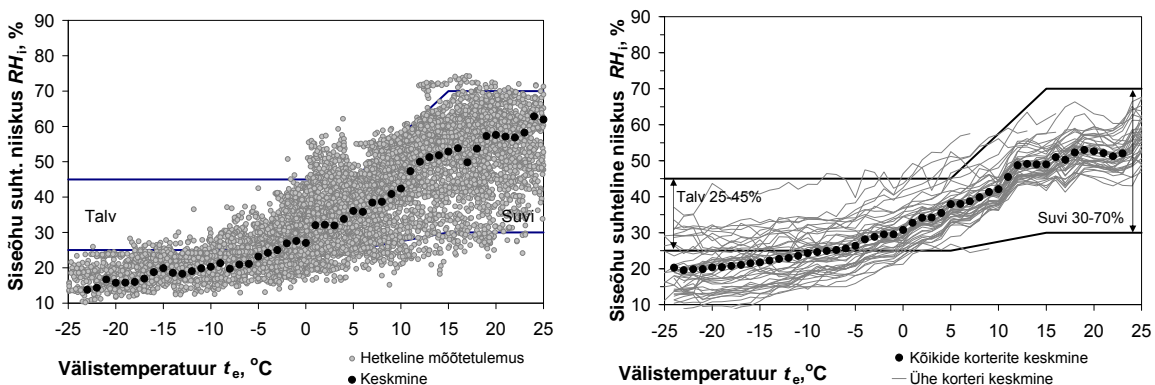 Siseõhu suht. niiskus RHi, %
90
80
70
60
50
40
30
20
10
Talv
Suvi
-25 -20 -15 -10 -5 0 5 10 15 20 25
Välistemperatuur te, °C
Hetkeline mõõtetulemus
Keskmine
Siseõhu suhteline niiskus RHi, %
90
80
70
60
50
40
30
20
10
Talv 25-45%
Suvi 30-70%
-25 -20 -15 -10 -5 0 5 10 15 20 25
Välistemperatuur te, °C
Kõikide korterite keskmine
Ühe korteri keskmine